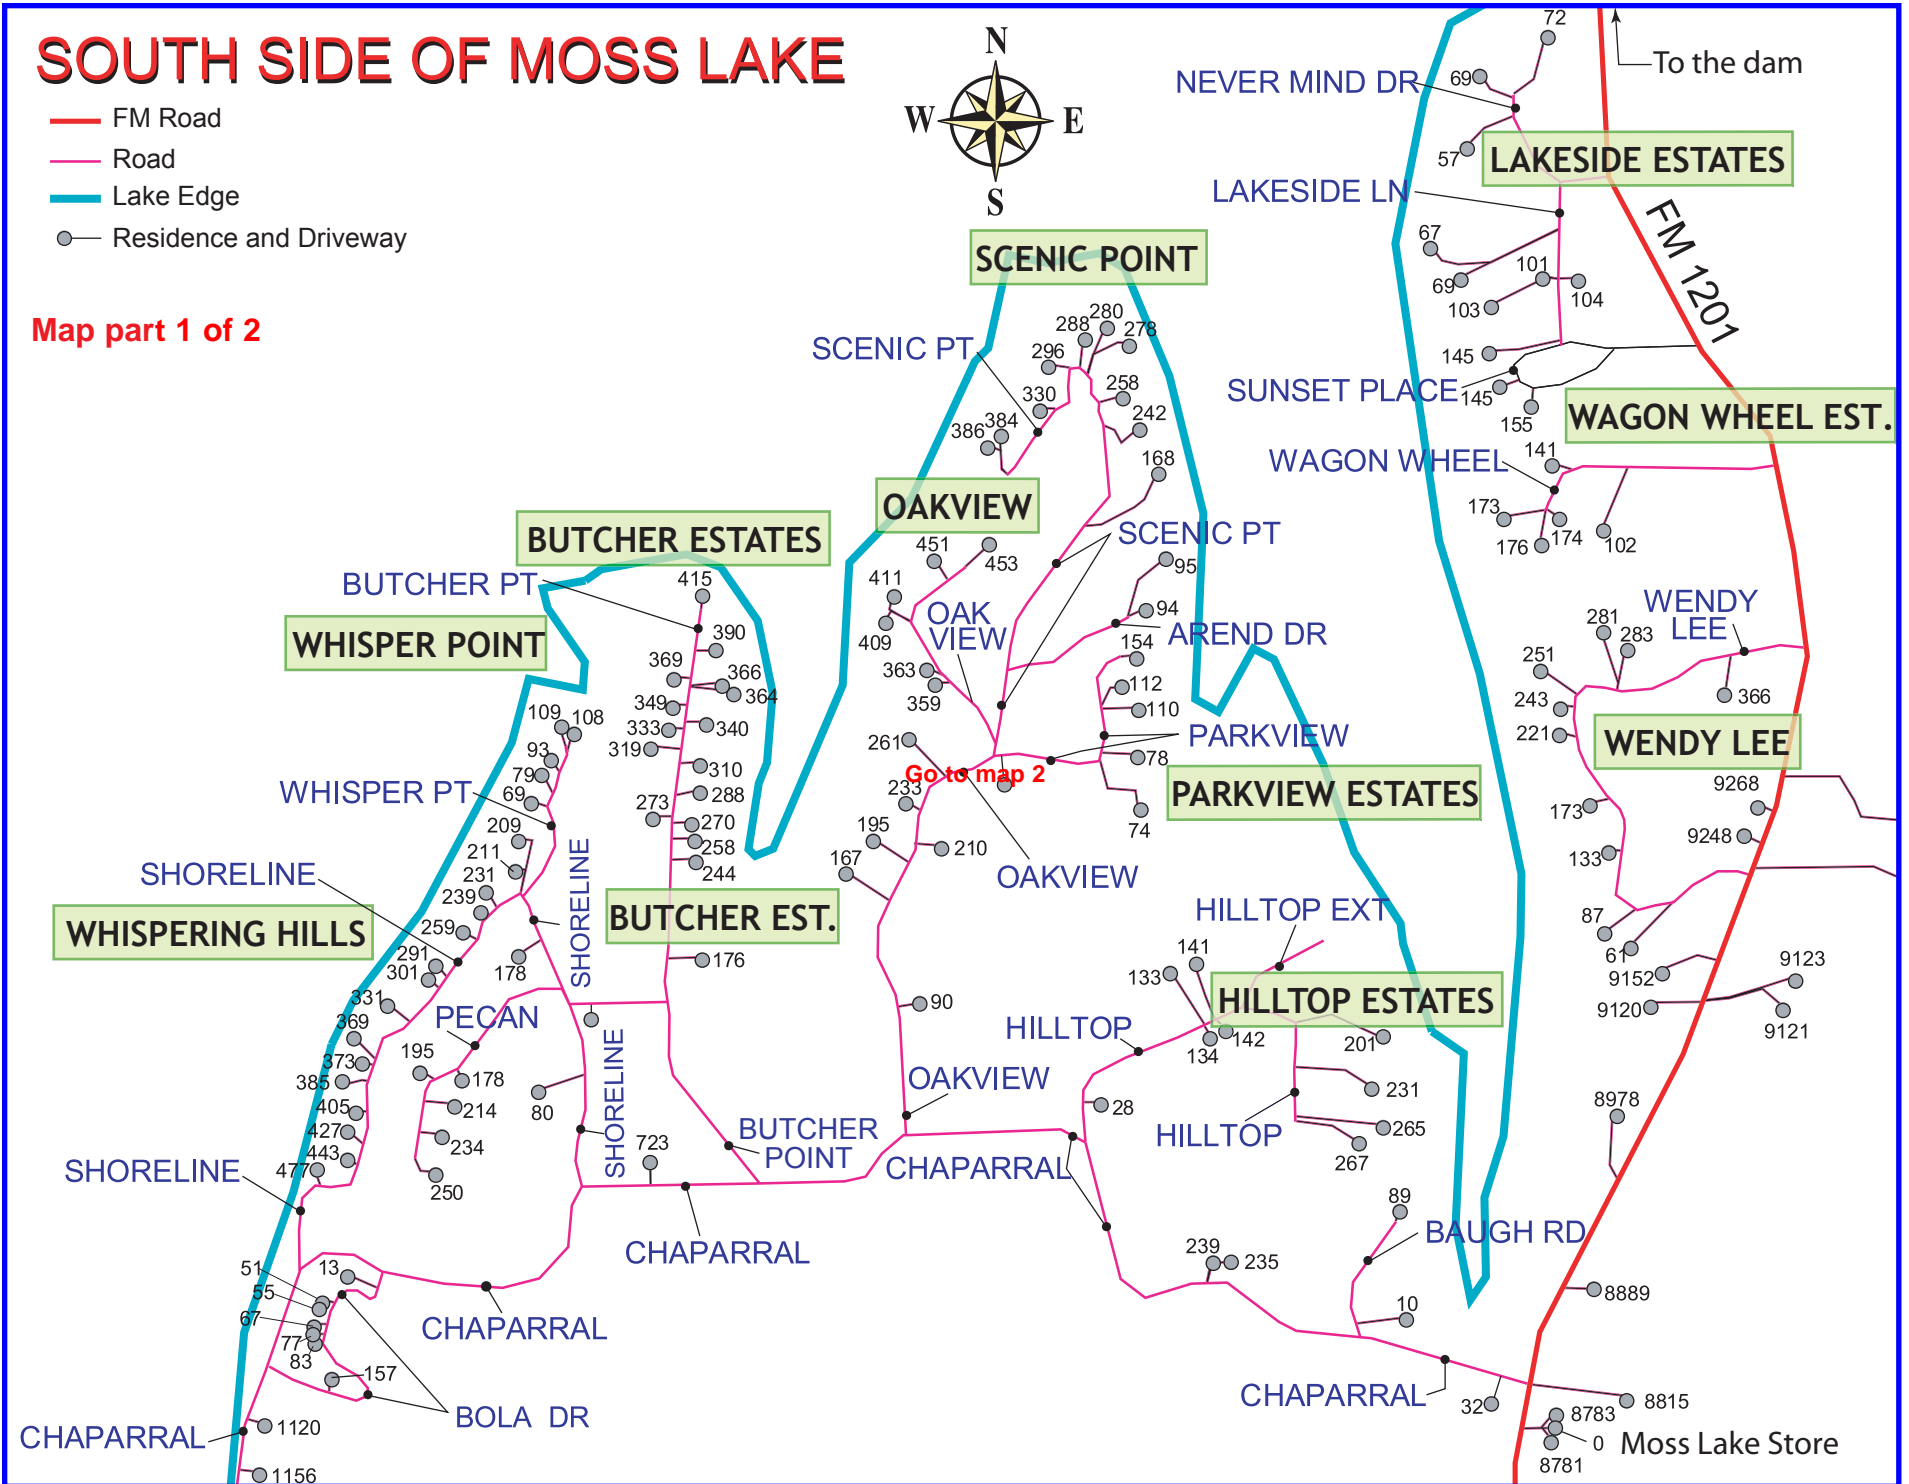 SOUTH SIDE OF MOSS LAKE
FM Road
Road
Lake Edge
Residence and Driveway
Map part 1 of 2
N
W
E
S
To the dam
72
NEVER MIND DR
69
57
LAKESIDE ESTATES
LAKESIDE LN
FM 1201
67
69
101
103
104
145
SUNSET PLACE
145
155
WAGON WHEEL EST.
WAGON WHEEL
141
173
176
174
102
SCENIC POINT
SCENIC PT
280
288
278
296
330
258
242
386
384
168
OAKVIEW
SCENIC PT
451
453
411
409
OAK
VIEW
95
94
AREND DR
154
363
359
112
110
PARKVIEW
261
Go to map 2
78
PARKVIEW ESTATES
74
233
195
210
167
OAKVIEW
BUTCHER ESTATES
BUTCHER PT
415
WHISPER POINT
390
369
366
364
349
333
340
319
310
288
273
270
258
244
BUTCHER EST.
176
109
108
93
79
WHISPER PT
69
209
211
SHORELINE
SHORELINE
231
239
WHISPERING HILLS
259
291
301
178
331
PECAN
369
373
195
178
385
214
405
427
234
443
477
250
SHORELINE
80
SHORELINE
723
BUTCHER
POINT
CHAPARRAL
90
OAKVIEW
CHAPARRAL
HILLTOP EXT
141
133
HILLTOP ESTATES
HILLTOP
134
142
201
28
231
HILLTOP
265
267
89
BAUGH RD
239
235
10
CHAPARRAL
32
281
283
WENDY
LEE
251
243
366
221
WENDY LEE
9268
173
9248
133
87
61
9152
9123
9120
9121
8978
8889
8815
8783
0
Moss Lake Store
8781
51
13
55
67
77
83
157
CHAPARRAL
BOLA DR
1120
CHAPARRAL
1156